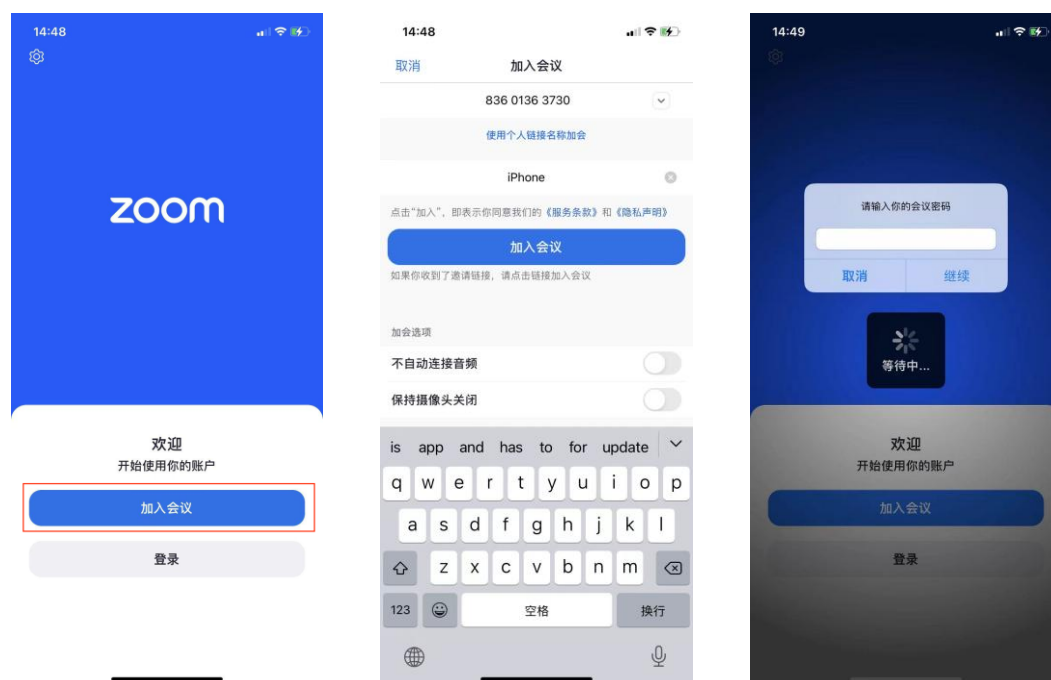 14:48
zoom
欢迎
开始使用你的账户
加入会议
登录
14:48
取消 加入会议
836 0136 3730
使用个人链接名称加会
iPhone
点击“加入”，即表示你同意我们的《服务条款》和《隐私声明》
加入会议
如果你收到了邀请链接，请点击链接加入会议
加会选项
不自动连接音频
保持摄像头关闭
is app and has to for update
q w e r t y u i o p
a s d f g h j k l
z x c v b n m
123 空格 换行
14:49
请输入你的会议密码
取消 继续
等待中...
欢迎
开始使用你的账户
加入会议
登录